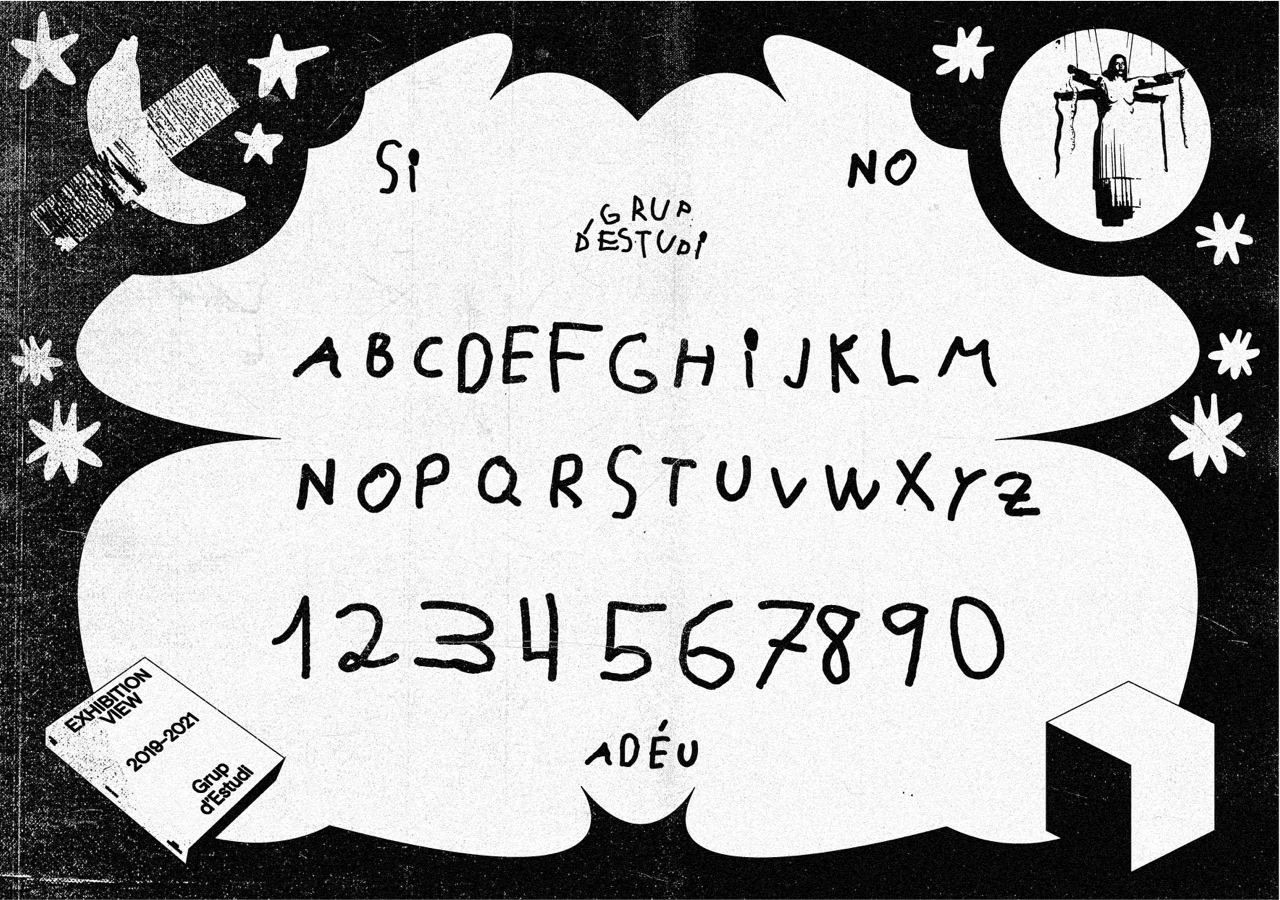 Si
NO
GRUP
D'ESTUDi
ABCDEFGHiJKLM
NOPQRSTUVWXYZ
1234567890
ADÉU
EXHIBITION
VIEW
2019-2021
Grup
d'Estudi